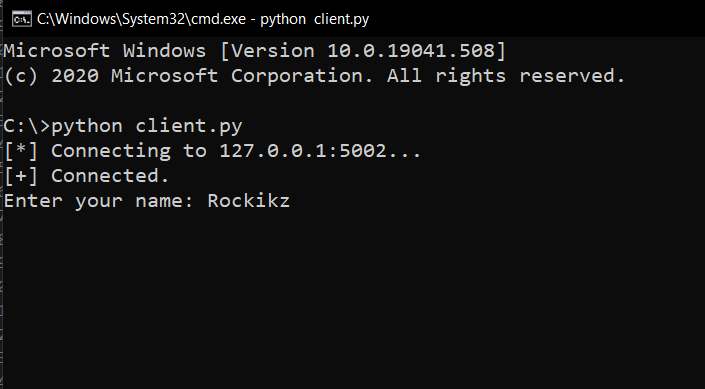 C:\Windows\System32\cmd.exe - python  client.py
Microsoft Windows [Version 10.0.19041.508]
(c) 2020 Microsoft Corporation. All rights reserved.
C:\>python client.py
[*] Connecting to 127.0.0.1:5002...
[+] Connected.
Enter your name: Rockikz